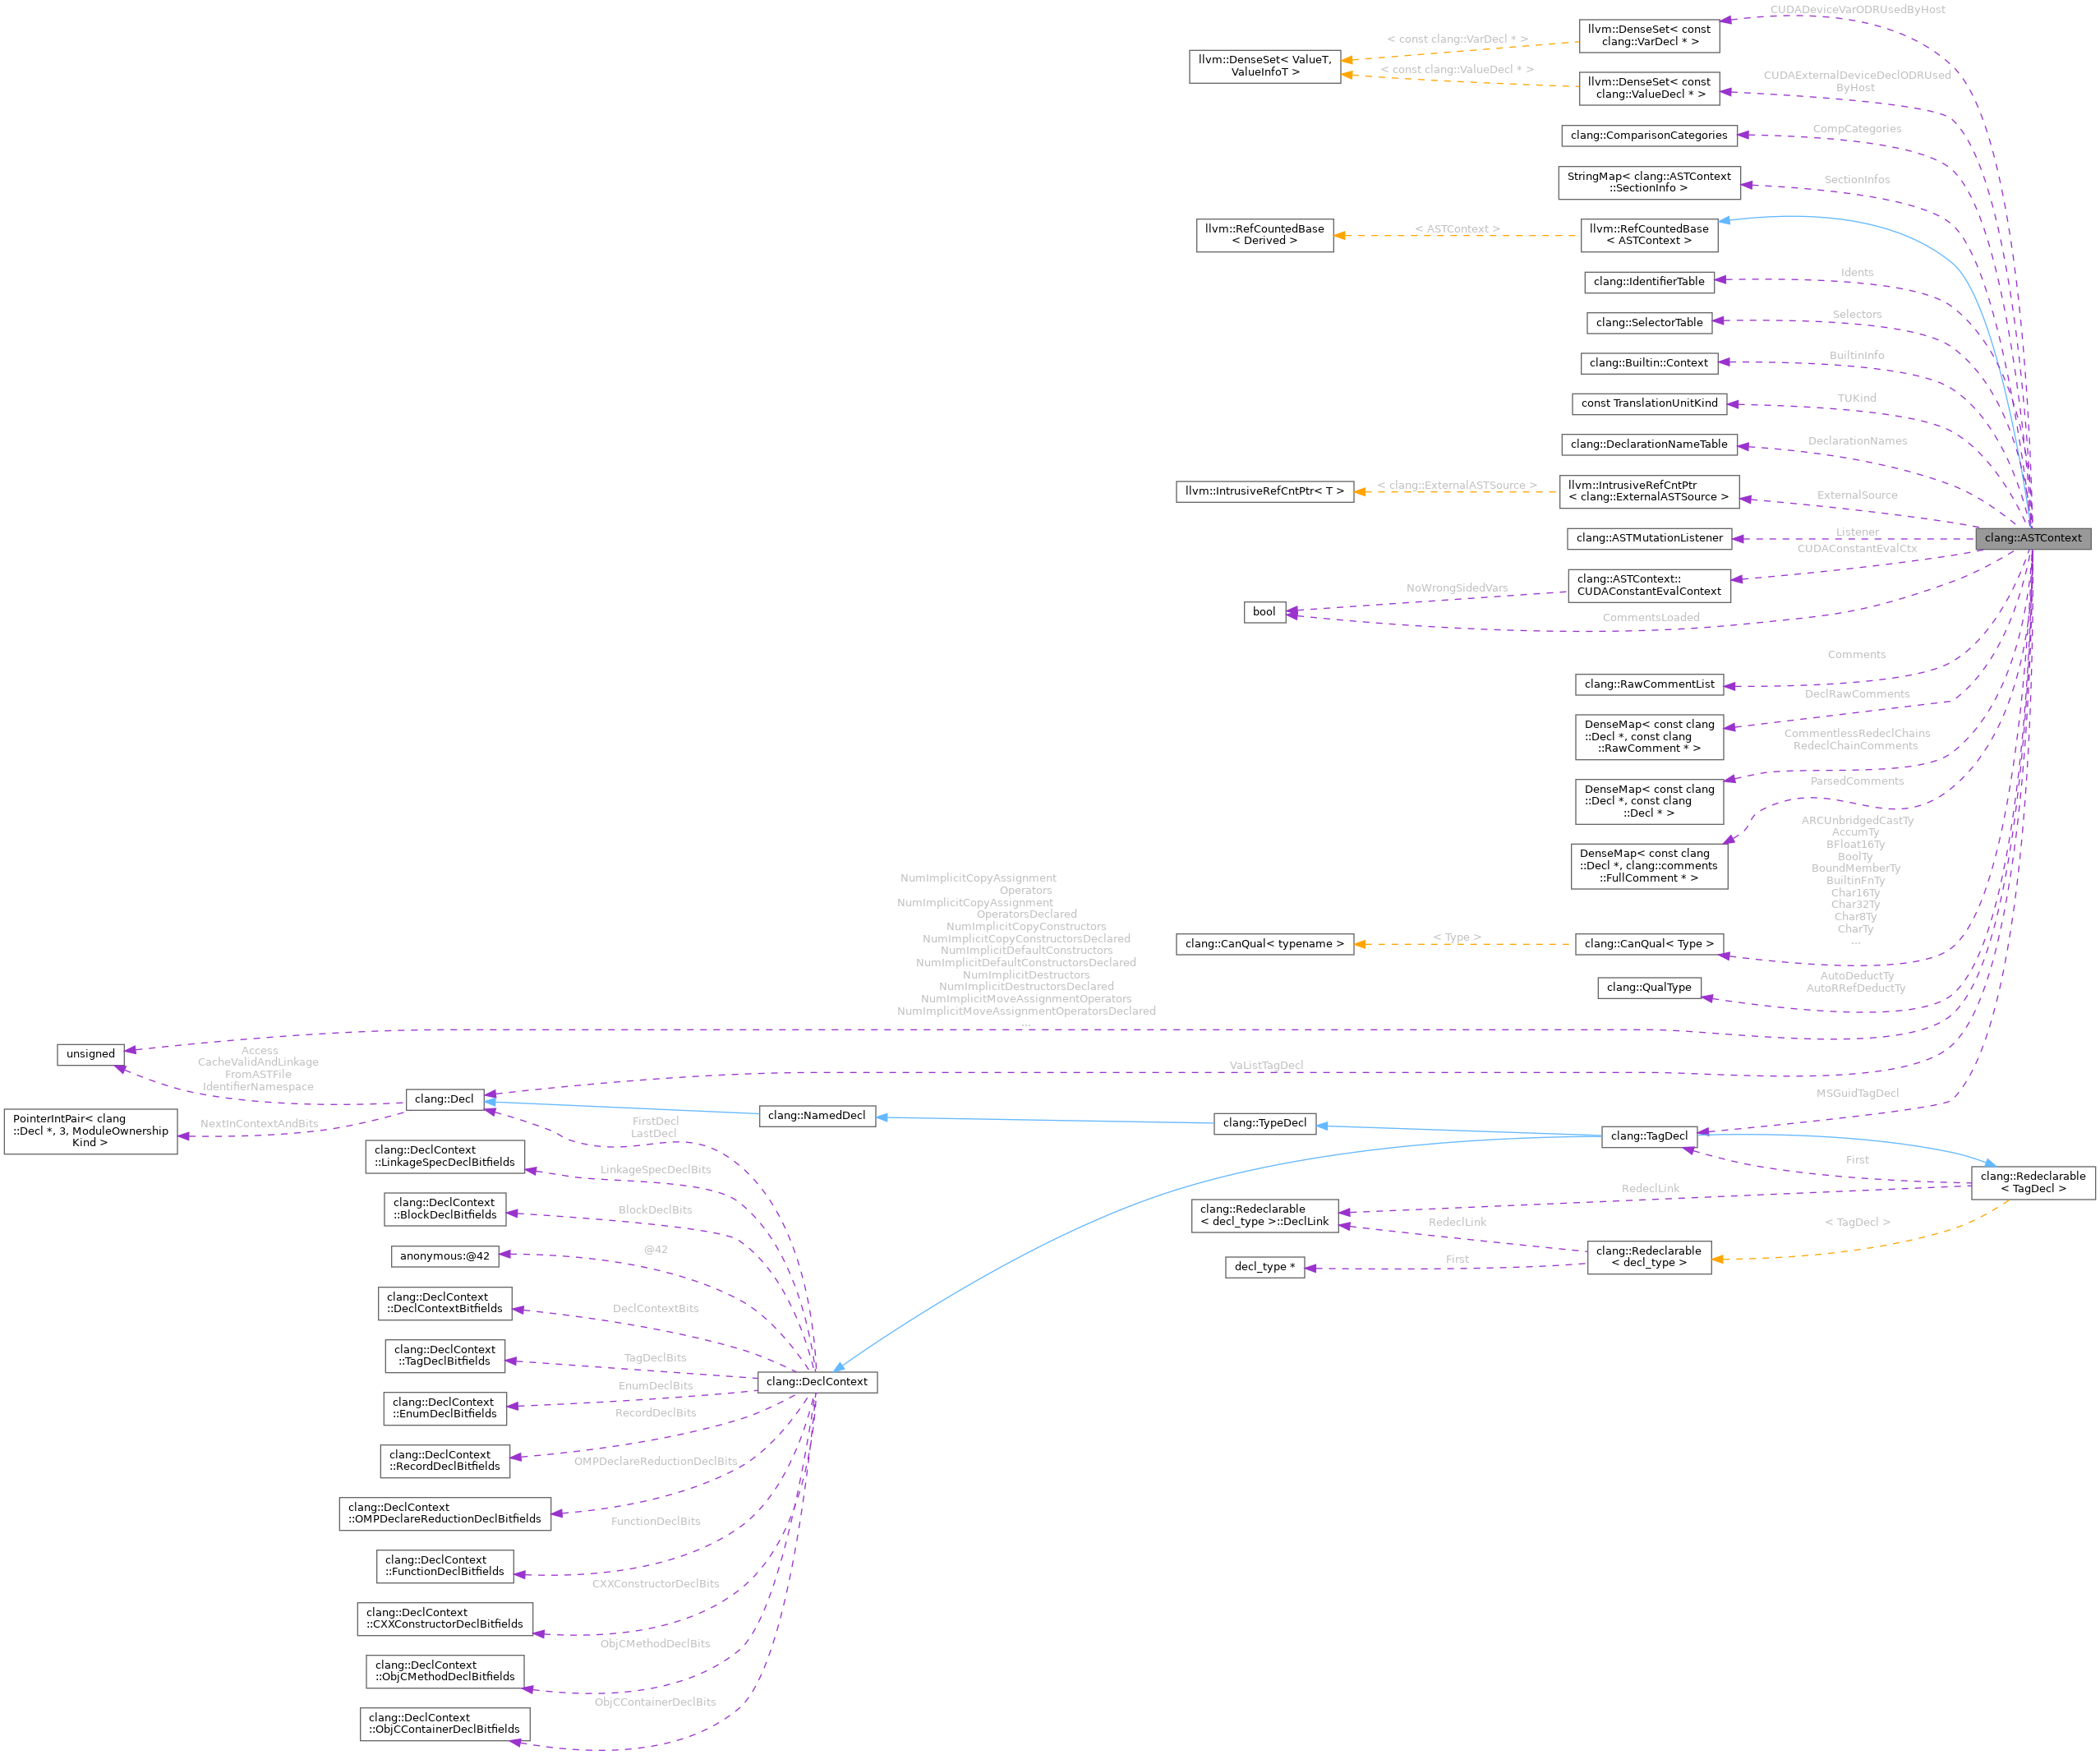 CUDADeviceVarODRUsedByHost
llvm::DenseSet< const
clang::VarDecl * >
< const clang::VarDecl * >
llvm::DenseSet< ValueT,
ValueInfoT >
< const clang::ValueDecl * >
llvm::DenseSet< const
clang::ValueDecl * >
CUDAExternalDeviceDeclODRUsed
ByHost
clang::ComparisonCategories
CompCategories
StringMap< clang::ASTContext
::SectionInfo >
SectionInfos
llvm::RefCountedBase
< Derived >
< ASTContext >
llvm::RefCountedBase
< ASTContext >
clang::IdentifierTable
Idents
clang::SelectorTable
Selectors
clang::Builtin::Context
BuiltinInfo
const TranslationUnitKind
TUKind
clang::DeclarationNameTable
DeclarationNames
llvm::IntrusiveRefCntPtr< T >
< clang::ExternalASTSource >
llvm::IntrusiveRefCntPtr
< clang::ExternalASTSource >
ExternalSource
clang::ASTMutationListener
Listener
clang::ASTContext
CUDAConstantEvalCtx
clang::ASTContext::
CUDAConstantEvalContext
NoWrongSidedVars
bool
CommentsLoaded
clang::RawCommentList
Comments
DeclRawComments
DenseMap< const clang
::Decl *, const clang
::RawComment * >
CommentlessRedeclChains
RedeclChainComments
DenseMap< const clang
::Decl *, const clang
::Decl * >
ParsedComments
DenseMap< const clang
::Decl *, clang::comments
::FullComment * >
ARCUnbridgedCastTy
AccumTy
BFloat16Ty
BoolTy
BoundMemberTy
BuiltinFnTy
Char16Ty
Char32Ty
Char8Ty
CharTy
...
clang::CanQual< typename >
< Type >
clang::CanQual< Type >
clang::QualType
AutoDeductTy
AutoRRefDeductTy
NumImplicitCopyAssignment
Operators
NumImplicitCopyAssignment
OperatorsDeclared
NumImplicitCopyConstructors
NumImplicitCopyConstructorsDeclared
NumImplicitDefaultConstructors
NumImplicitDefaultConstructorsDeclared
NumImplicitDestructors
NumImplicitDestructorsDeclared
NumImplicitMoveAssignmentOperators
NumImplicitMoveAssignmentOperatorsDeclared
...
unsigned
Access
CacheValidAndLinkage
FromASTFile
IdentifierNamespace
VaListTagDecl
MSGuidTagDecl
clang::Decl
PointerIntPair< clang
::Decl *, 3, ModuleOwnership
Kind >
NextInContextAndBits
clang::NamedDecl
clang::TypeDecl
clang::TagDecl
FirstDecl
LastDecl
First
clang::Redeclarable
< TagDecl >
RedeclLink
clang::Redeclarable
< decl_type >::DeclLink
RedeclLink
< TagDecl >
clang::Redeclarable
< decl_type >
First
decl_type *
clang::DeclContext
::LinkageSpecDeclBitfields
LinkageSpecDeclBits
clang::DeclContext
::BlockDeclBitfields
BlockDeclBits
anonymous:@42
@42
clang::DeclContext
::DeclContextBitfields
DeclContextBits
clang::DeclContext
::TagDeclBitfields
TagDeclBits
clang::DeclContext
clang::DeclContext
::EnumDeclBitfields
EnumDeclBits
clang::DeclContext
::RecordDeclBitfields
RecordDeclBits
clang::DeclContext
::OMPDeclareReductionDeclBitfields
OMPDeclareReductionDeclBits
clang::DeclContext
::FunctionDeclBitfields
FunctionDeclBits
clang::DeclContext
::CXXConstructorDeclBitfields
CXXConstructorDeclBits
clang::DeclContext
::ObjCMethodDeclBitfields
ObjCMethodDeclBits
clang::DeclContext
::ObjCContainerDeclBitfields
ObjCContainerDeclBits